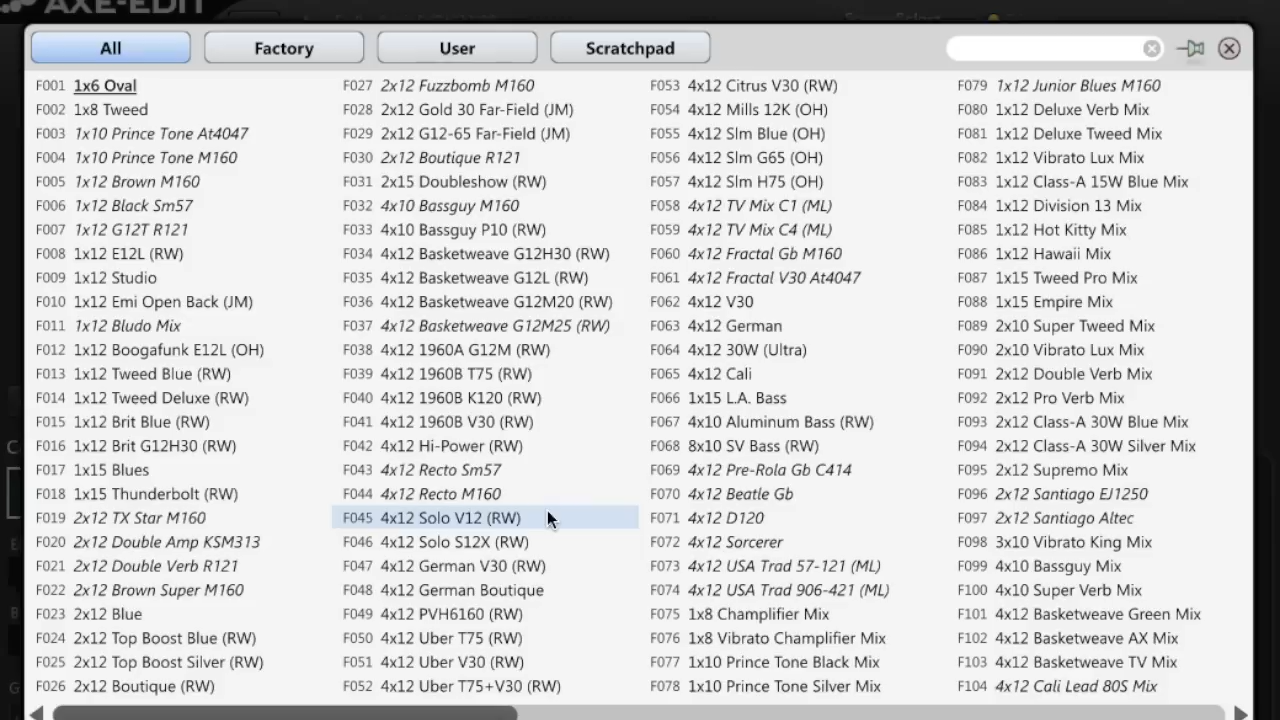 AXE-EDIT
All
Factory
User
Scratchpad
F001 1x6 Oval
F002 1x8 Tweed
F003 1x10 Prince Tone At4047
F004 1x10 Prince Tone M160
F005 1x12 Brown M160
F006 1x12 Black Sm57
F007 1x12 G12T R121
F008 1x12 E12L (RW)
F009 1x12 Studio
F010 1x12 Emi Open Back (JM)
F011 1x12 Bludo Mix
F012 1x12 Boogafunk E12L (OH)
F013 1x12 Tweed Blue (RW)
F014 1x12 Tweed Deluxe (RW)
F015 1x12 Brit Blue (RW)
F016 1x12 Brit G12H30 (RW)
F017 1x15 Blues
F018 1x15 Thunderbolt (RW)
F019 2x12 TX Star M160
F020 2x12 Double Amp KSM313
F021 2x12 Double Verb R121
F022 2x12 Brown Super M160
F023 2x12 Blue
F024 2x12 Top Boost Blue (RW)
F025 2x12 Top Boost Silver (RW)
F026 2x12 Boutique (RW)
F027 2x12 Fuzzbomb M160
F028 2x12 Gold 30 Far-Field (JM)
F029 2x12 G12-65 Far-Field (JM)
F030 2x12 Boutique R121
F031 2x15 Doubleshow (RW)
F032 4x10 Bassguy M160
F033 4x10 Bassguy P10 (RW)
F034 4x12 Basketweave G12H30 (RW)
F035 4x12 Basketweave G12L (RW)
F036 4x12 Basketweave G12M20 (RW)
F037 4x12 Basketweave G12M25 (RW)
F038 4x12 1960A G12M (RW)
F039 4x12 1960B T75 (RW)
F040 4x12 1960B K120 (RW)
F041 4x12 1960B V30 (RW)
F042 4x12 Hi-Power (RW)
F043 4x12 Recto Sm57
F044 4x12 Recto M160
F045 4x12 Solo V12 (RW)
F046 4x12 Solo S12X (RW)
F047 4x12 German V30 (RW)
F048 4x12 German Boutique
F049 4x12 PVH6160 (RW)
F050 4x12 Uber T75 (RW)
F051 4x12 Uber V30 (RW)
F052 4x12 Uber T75+V30 (RW)
F053 4x12 Citrus V30 (RW)
F054 4x12 Mills 12K (OH)
F055 4x12 Slm Blue (OH)
F056 4x12 Slm G65 (OH)
F057 4x12 Slm H75 (OH)
F058 4x12 TV Mix C1 (ML)
F059 4x12 TV Mix C4 (ML)
F060 4x12 Fractal Gb M160
F061 4x12 Fractal V30 At4047
F062 4x12 V30
F063 4x12 German
F064 4x12 30W (Ultra)
F065 4x12 Cali
F066 1x15 L.A. Bass
F067 4x10 Aluminum Bass (RW)
F068 8x10 SV Bass (RW)
F069 4x12 Pre-Rola Gb C414
F070 4x12 Beatle Gb
F071 4x12 D120
F072 4x12 Sorcerer
F073 4x12 USA Trad 57-121 (ML)
F074 4x12 USA Trad 906-421 (ML)
F075 1x8 Champlifier Mix
F076 1x8 Vibrato Champlifier Mix
F077 1x10 Prince Tone Black Mix
F078 1x10 Prince Tone Silver Mix
F079 1x12 Junior Blues M160
F080 1x12 Deluxe Verb Mix
F081 1x12 Deluxe Tweed Mix
F082 1x12 Vibrato Lux Mix
F083 1x12 Class-A 15W Blue Mix
F084 1x12 Division 13 Mix
F085 1x12 Hot Kitty Mix
F086 1x12 Hawaii Mix
F087 1x15 Tweed Pro Mix
F088 1x15 Empire Mix
F089 2x10 Super Tweed Mix
F090 2x10 Vibrato Lux Mix
F091 2x12 Double Verb Mix
F092 2x12 Pro Verb Mix
F093 2x12 Class-A 30W Blue Mix
F094 2x12 Class-A 30W Silver Mix
F095 2x12 Supremo Mix
F096 2x12 Santiago EJ1250
F097 2x12 Santiago Altec
F098 3x10 Vibrato King Mix
F099 4x10 Bassguy Mix
F100 4x10 Super Verb Mix
F101 4x12 Basketweave Green Mix
F102 4x12 Basketweave AX Mix
F103 4x12 Basketweave TV Mix
F104 4x12 Cali Lead 80S Mix